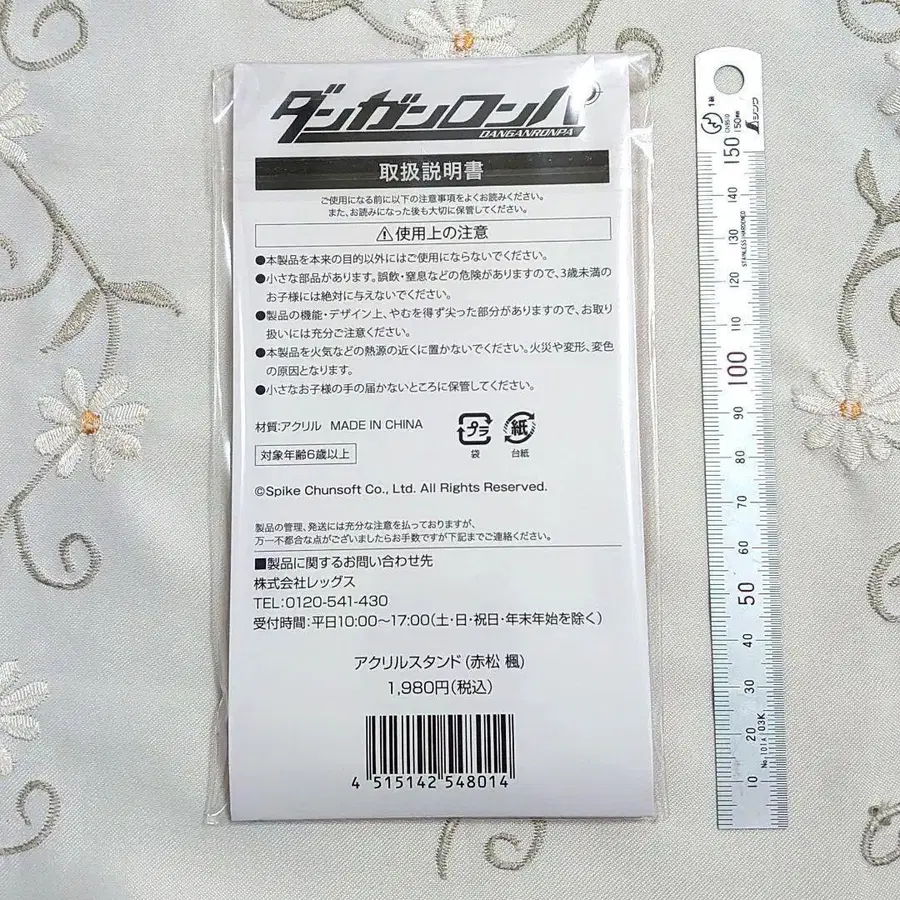 ダンガンロンパ
DANGANRONPA
取扱説明書
ご使用になる前に以下の注意事項をよくお読みください。
また、お読みになった後も大切に保管してください。
⚠使用上の注意
●本製品を本来の目的以外にはご使用にならないでください。
●小さな部品があります。誤飲・窒息などの危険がありますので、3歳未満の
お子様には絶対に与えないでください。
●製品の機能・デザイン上、やむを得ず尖った部分がありますので、お取り
扱いには充分ご注意ください。
●本製品を火気などの熱源の近くに置かないでください。火災や変形、変色
の原因となります。
●小さなお子様の手の届かないところに保管してください。
材質:アクリル MADE IN CHINA
プラ
袋
紙
台紙
対象年齢6歳以上
©Spike Chunsoft Co., Ltd. All Rights Reserved.
製品の管理、発送には充分な注意を払っておりますが、
万一不都合な点がございましたらお手数ですが下記までご連絡ください。
■製品に関するお問い合わせ先
株式会社レッグス
TEL:0120-541-430
受付時間:平日10:00〜17:00(土・日・祝日・年末年始を除く)
アクリルスタンド(赤松 楓)
1,980円(税込)
4 515142 548014
1級
150mm
シンワ
STAINLESS HARDENED
150
140
130
120
110
100
90
80
70
60
50
40
30
20
10
No.101A 03K